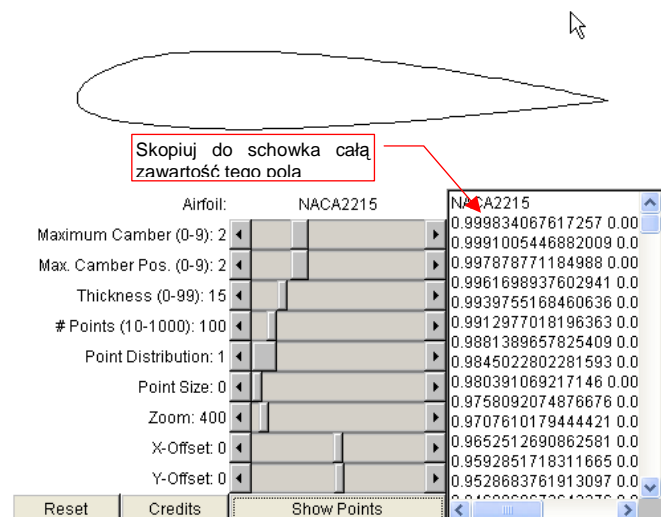 Skopiuj do schowka całą
zawartość tego pola
Airfoil: NACA2215
Maximum Camber (0-9): 2
Max. Camber Pos. (0-9): 2
Thickness (0-99): 15
# Points (10-1000): 100
Point Distribution: 1
Point Size: 0
Zoom: 400
X-Offset: 0
Y-Offset: 0
Reset Credits Show Points
NACA2215
0.999834067617257 0.00
0.9991005446882009 0.0
0.997878771184988 0.00
0.9961698937602941 0.0
0.9939755168460636 0.0
0.9912977018196363 0.0
0.9881389657825409 0.0
0.9845022802281593 0.0
0.980391069217146 0.00
0.9758092074876676 0.0
0.9707610179444421 0.0
0.9652512690862581 0.0
0.9592851718311665 0.0
0.9528683761913097 0.0